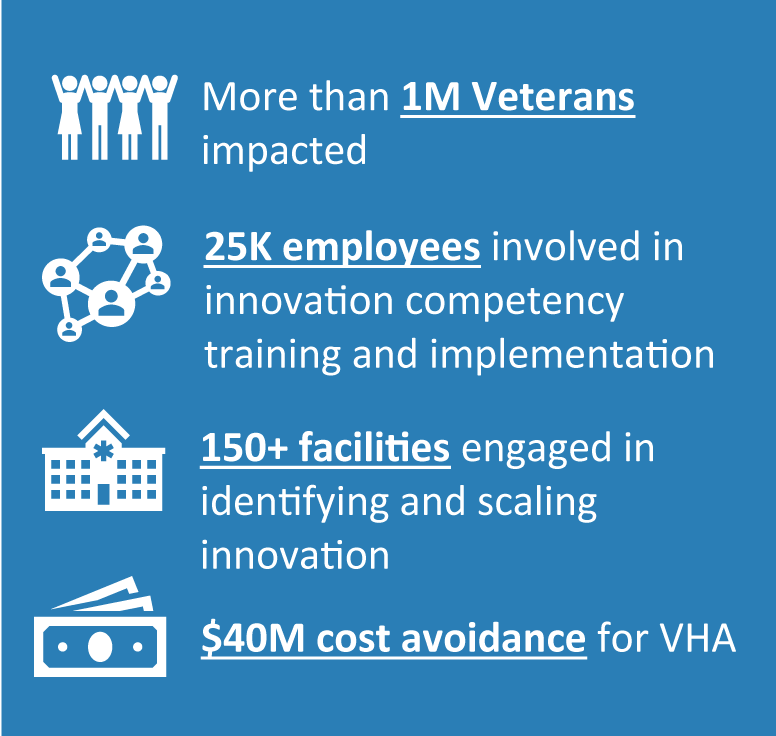 More than 1M Veterans
impacted
25K employees involved in
innovation competency
training and implementation
150+ facilities engaged in
identifying and scaling
innovation
$40M cost avoidance for VHA